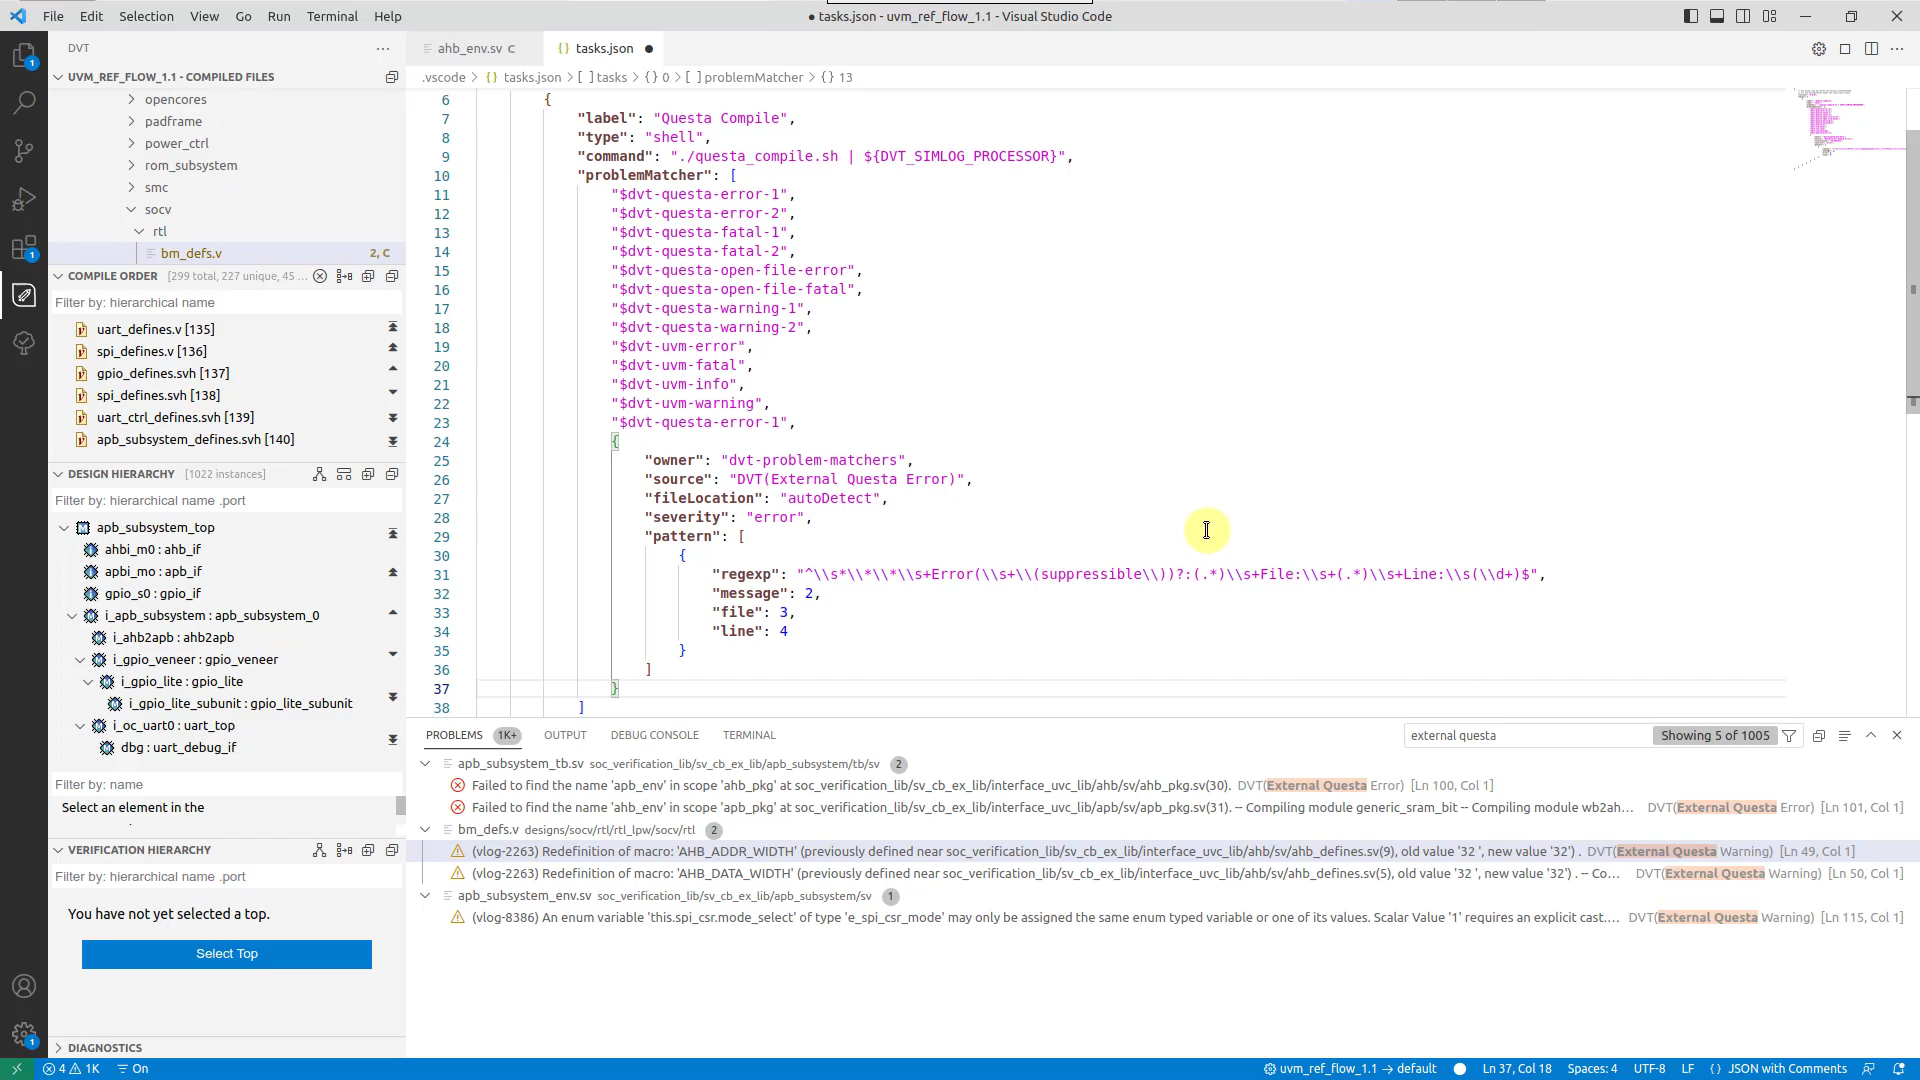 File Edit Selection View Go Run Terminal Help
● tasks.json - uvm_ref_flow_1.1 - Visual Studio Code
DVT
UVM_REF_FLOW_1.1 - COMPILED FILES
opencores
padframe
power_ctrl
rom_subsystem
smc
socv
rtl
bm_defs.v 2, C
COMPILE ORDER [299 total, 227 unique, 45 ...
Filter by: hierarchical name
uart_defines.v [135]
spi_defines.v [136]
gpio_defines.svh [137]
spi_defines.svh [138]
uart_ctrl_defines.svh [139]
apb_subsystem_defines.svh [140]
DESIGN HIERARCHY [1022 instances]
Filter by: hierarchical name .port
apb_subsystem_top
ahbi_m0 : ahb_if
apbi_mo : apb_if
gpio_s0 : gpio_if
i_apb_subsystem : apb_subsystem_0
i_ahb2apb : ahb2apb
i_gpio_veneer : gpio_veneer
i_gpio_lite : gpio_lite
i_gpio_lite_subunit : gpio_lite_subunit
i_oc_uart0 : uart_top
dbg : uart_debug_if
Filter by: name
Select an element in the
VERIFICATION HIERARCHY
Filter by: hierarchical name .port
You have not yet selected a top.
Select Top
DIAGNOSTICS
ahb_env.sv C
{} tasks.json ●
.vscode > {} tasks.json > [ ] tasks > {} 0 > [ ] problemMatcher > {} 13
6 {
7 "label": "Questa Compile",
8 "type": "shell",
9 "command": "./questa_compile.sh | ${DVT_SIMLOG_PROCESSOR}",
10 "problemMatcher": [
11 "$dvt-questa-error-1",
12 "$dvt-questa-error-2",
13 "$dvt-questa-fatal-1",
14 "$dvt-questa-fatal-2",
15 "$dvt-questa-open-file-error",
16 "$dvt-questa-open-file-fatal",
17 "$dvt-questa-warning-1",
18 "$dvt-questa-warning-2",
19 "$dvt-uvm-error",
20 "$dvt-uvm-fatal",
21 "$dvt-uvm-info",
22 "$dvt-uvm-warning",
23 "$dvt-questa-error-1",
24 {
25 "owner": "dvt-problem-matchers",
26 "source": "DVT(External Questa Error)",
27 "fileLocation": "autoDetect",
28 "severity": "error",
29 "pattern": [
30 {
31 "regexp": "^\\s*\\*\\*\\s+Error(\\s+\\(suppressible\\))?:(.*)\\s+File:\\s+(.*)\\s+Line:\\s(\\d+)$",
32 "message": 2,
33 "file": 3,
34 "line": 4
35 }
36 ]
37 }
38 ]
PROBLEMS 1K+ OUTPUT DEBUG CONSOLE TERMINAL
external questa Showing 5 of 1005
apb_subsystem_tb.sv soc_verification_lib/sv_cb_ex_lib/apb_subsystem/tb/sv 2
Failed to find the name 'apb_env' in scope 'ahb_pkg' at soc_verification_lib/sv_cb_ex_lib/interface_uvc_lib/ahb/sv/ahb_pkg.sv(30). DVT(External Questa Error) [Ln 100, Col 1]
Failed to find the name 'ahb_env' in scope 'apb_pkg' at soc_verification_lib/sv_cb_ex_lib/interface_uvc_lib/apb/sv/apb_pkg.sv(31). -- Compiling module generic_sram_bit -- Compiling module wb2ah... DVT(External Questa Error) [Ln 101, Col 1]
bm_defs.v designs/socv/rtl/rtl_lpw/socv/rtl 2
(vlog-2263) Redefinition of macro: 'AHB_ADDR_WIDTH' (previously defined near soc_verification_lib/sv_cb_ex_lib/interface_uvc_lib/ahb/sv/ahb_defines.sv(9), old value '32 ', new value '32') . DVT(External Questa Warning) [Ln 49, Col 1]
(vlog-2263) Redefinition of macro: 'AHB_DATA_WIDTH' (previously defined near soc_verification_lib/sv_cb_ex_lib/interface_uvc_lib/ahb/sv/ahb_defines.sv(5), old value '32 ', new value '32') . -- Co... DVT(External Questa Warning) [Ln 50, Col 1]
apb_subsystem_env.sv soc_verification_lib/sv_cb_ex_lib/apb_subsystem/sv 1
(vlog-8386) An enum variable 'this.spi_csr.mode_select' of type 'e_spi_csr_mode' may only be assigned the same enum typed variable or one of its values. Scalar Value '1' requires an explicit cast.... DVT(External Questa Warning) [Ln 115, Col 1]
4 1K On
uvm_ref_flow_1.1 → default Ln 37, Col 18 Spaces: 4 UTF-8 LF {} JSON with Comments